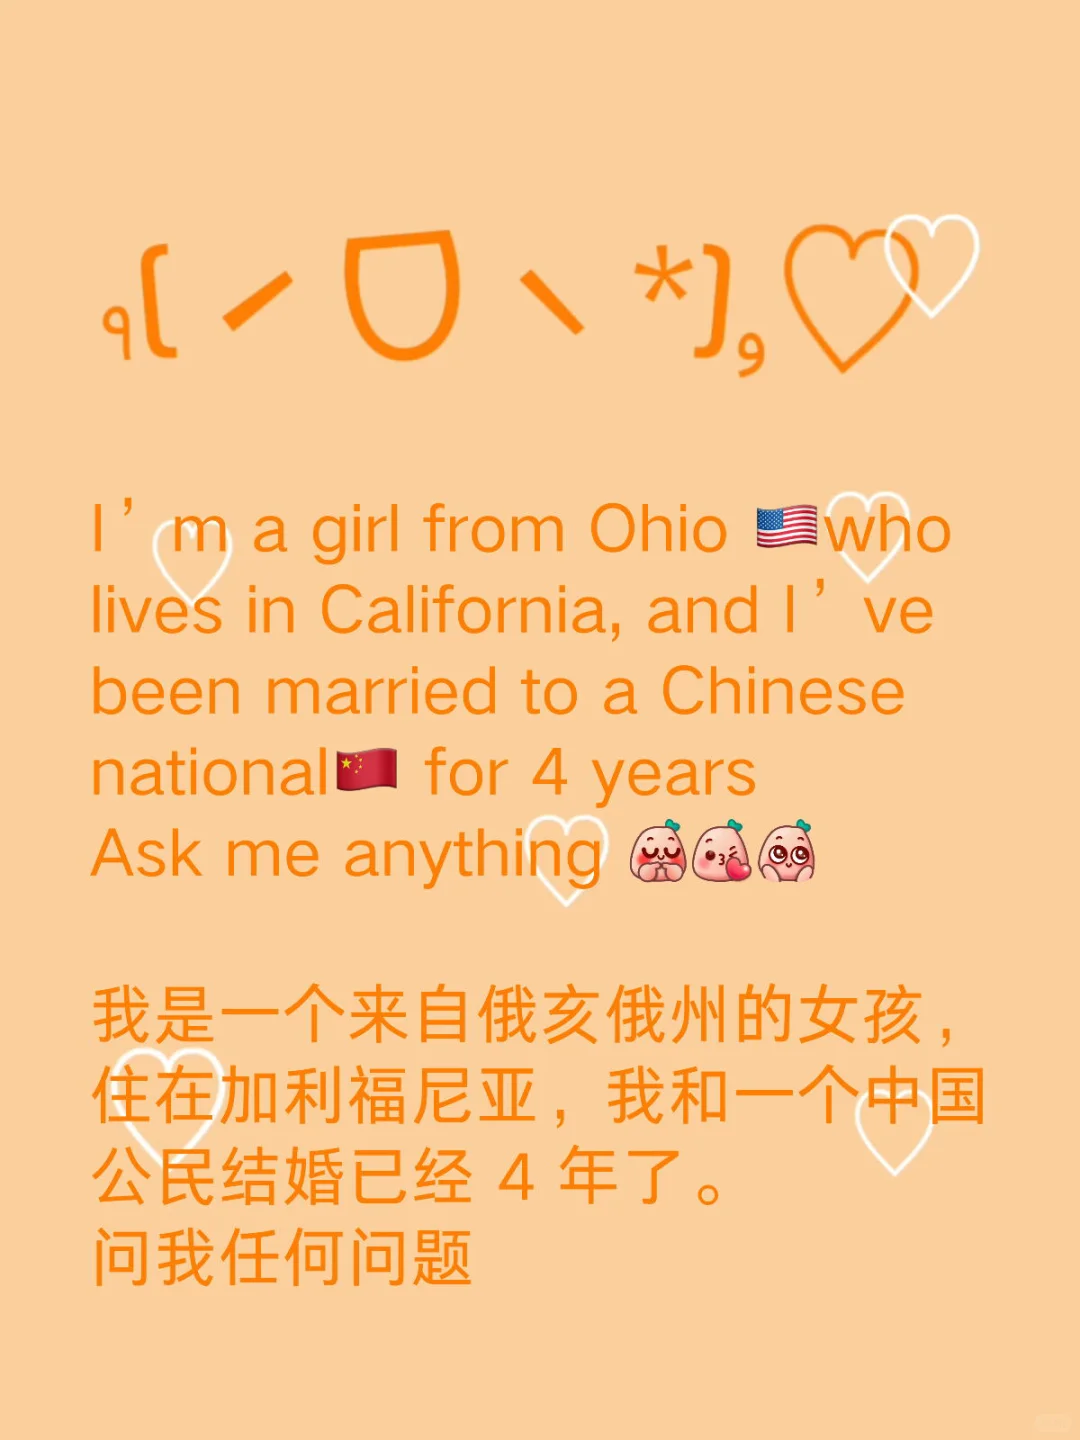 ٩(ˊᗜˋ*)و♡
I’m a girl from Ohio 🇺🇸who
lives in California, and I’ve
been married to a Chinese
national🇨🇳 for 4 years
Ask me anything
我是一个来自俄亥俄州的女孩，
住在加利福尼亚，我和一个中国
公民结婚已经 4 年了。
问我任何问题